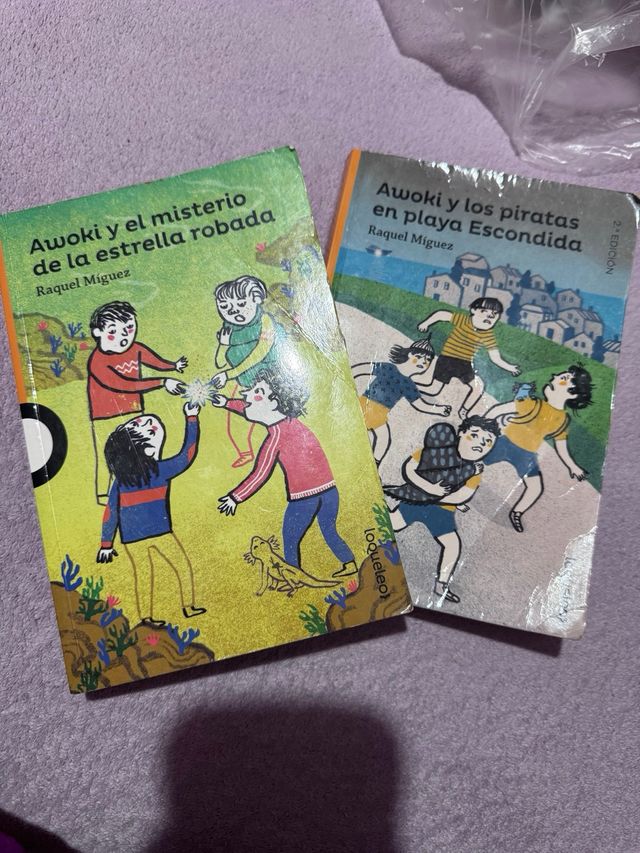 Awoki y el misterio
de la estrella robada
Raquel Míguez
loqueleo
Awoki y los piratas
en playa Escondida
Raquel Míguez
2.ª EDICIÓN